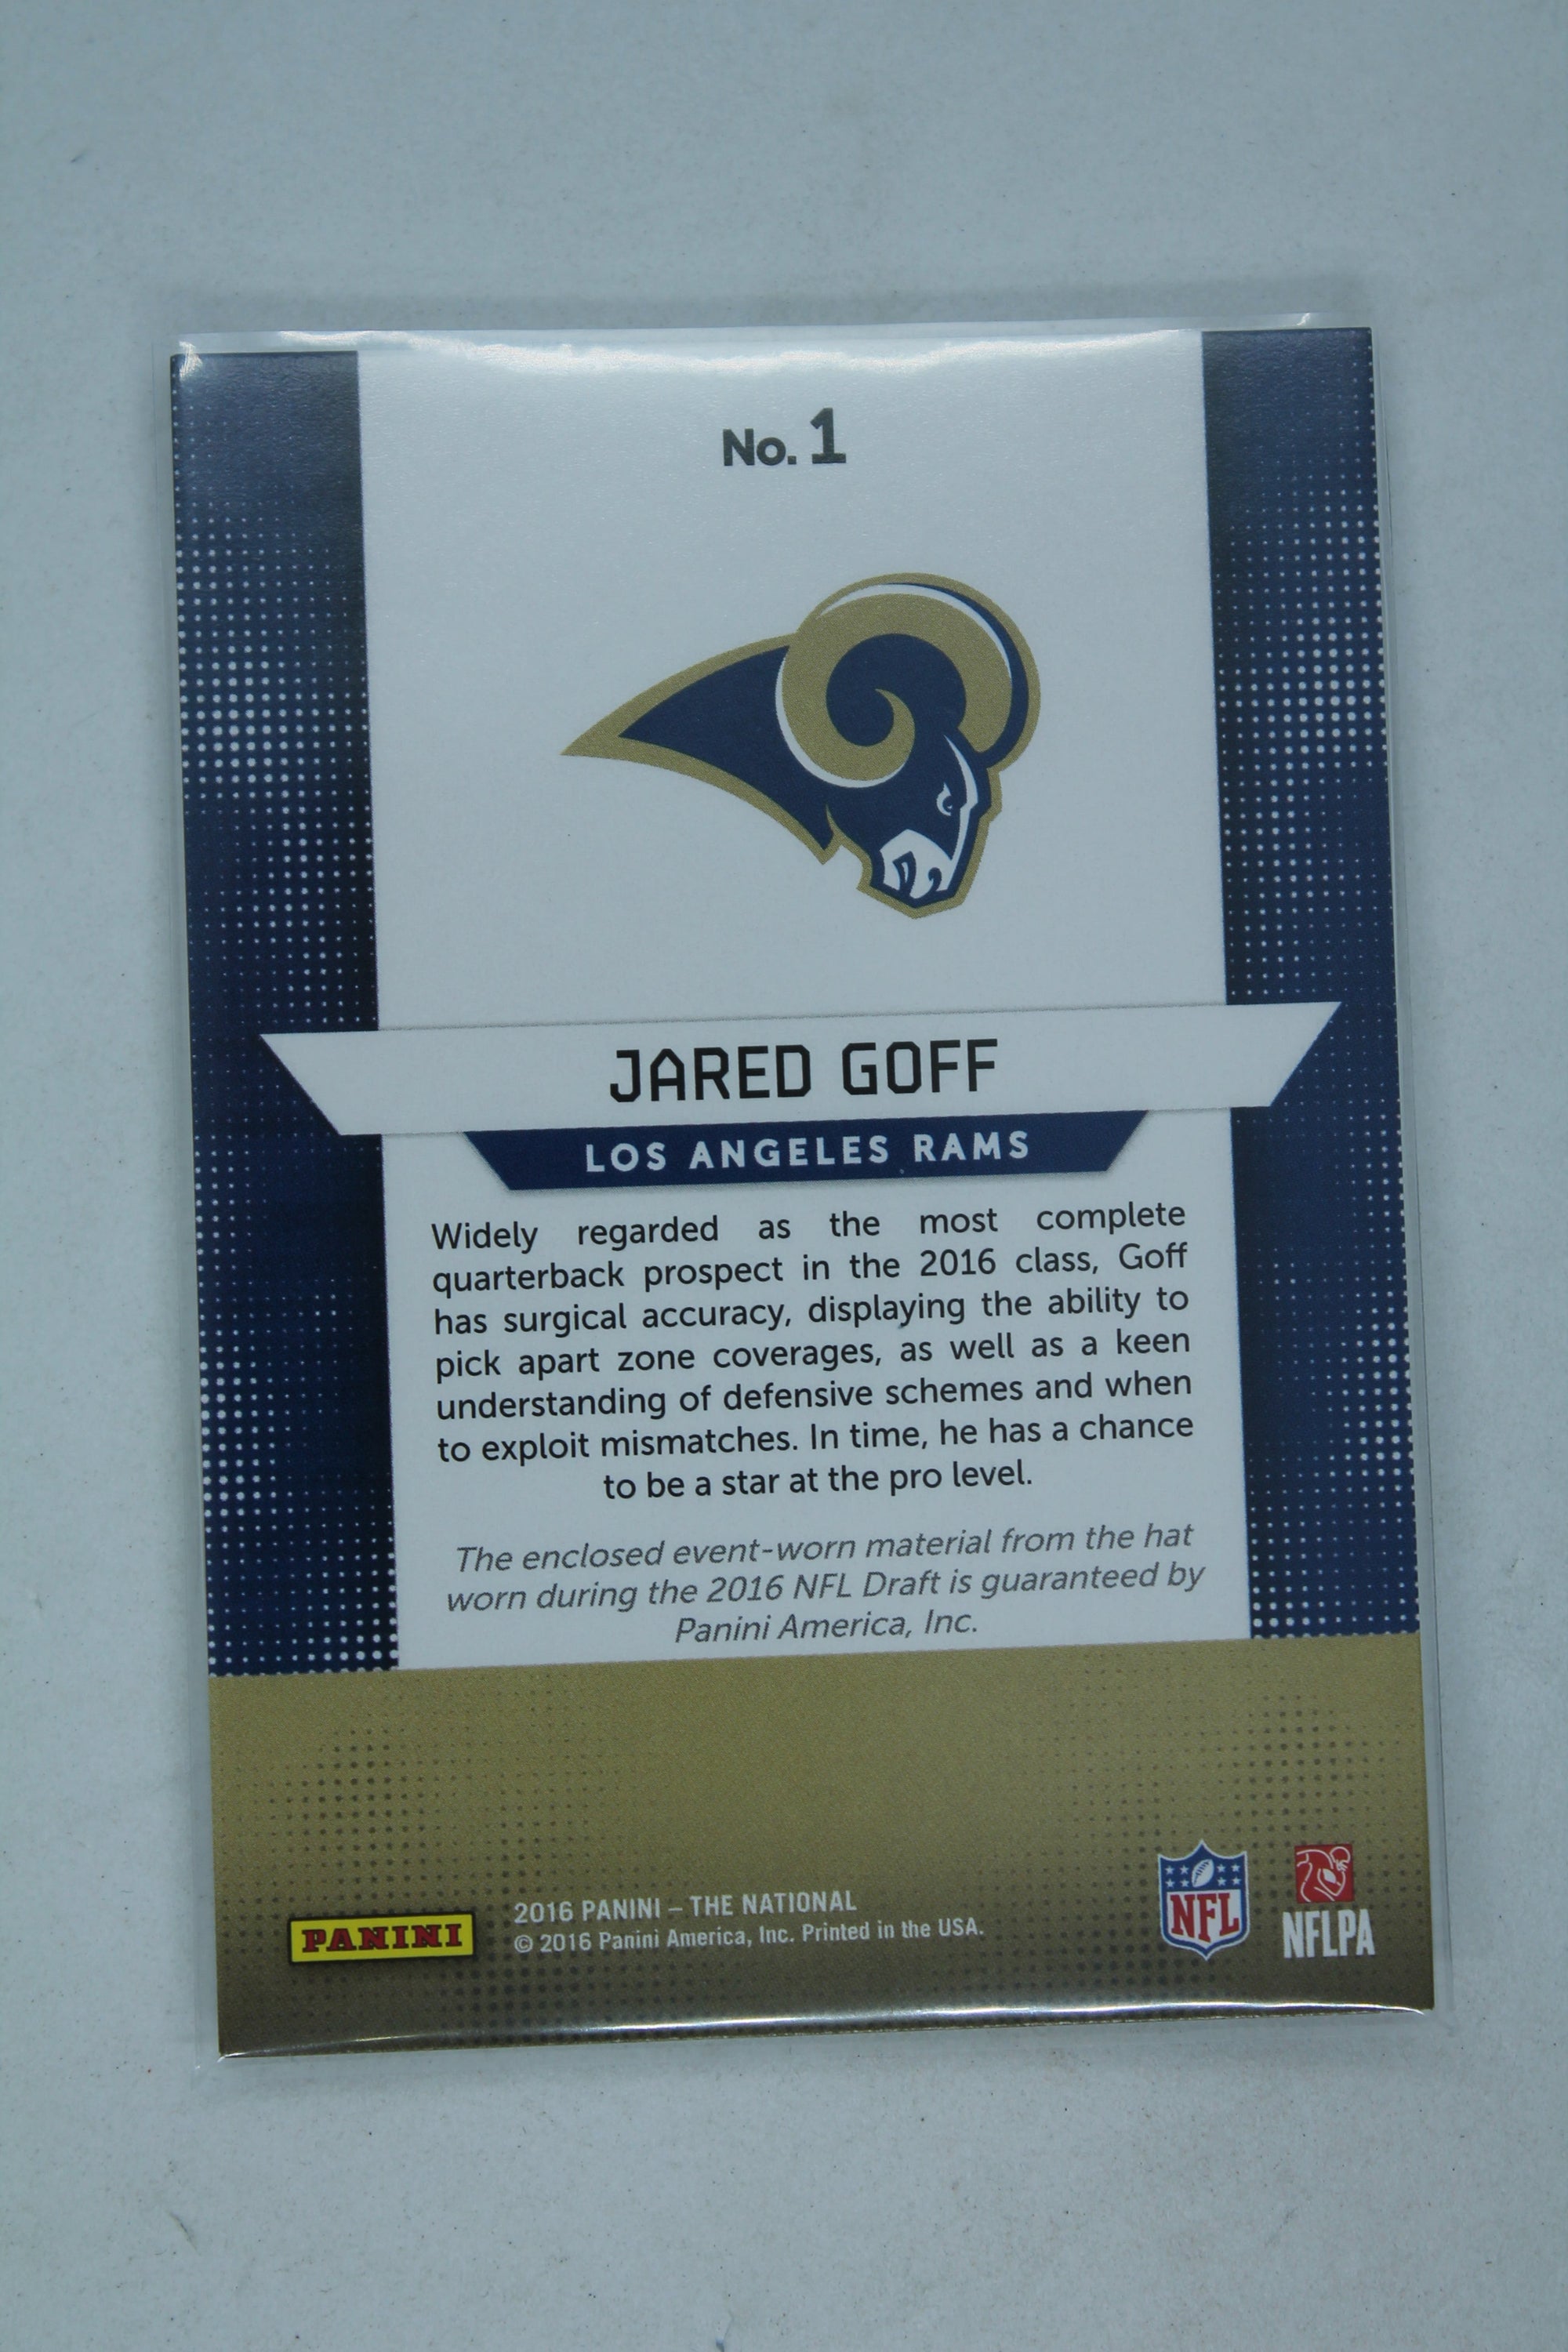 No. 1
JARED GOFF
LOS ANGELES RAMS
Widely regarded as the most complete
quarterback prospect in the 2016 class, Goff
has surgical accuracy, displaying the ability to
pick apart zone coverages, as well as a keen
understanding of defensive schemes and when
to exploit mismatches. In time, he has a chance
to be a star at the pro level.
The enclosed event-worn material from the hat
worn during the 2016 NFL Draft is guaranteed by
Panini America, Inc.
PANINI
2016 PANINI – THE NATIONAL
© 2016 Panini America, Inc. Printed in the USA.
NFL
NFLPA